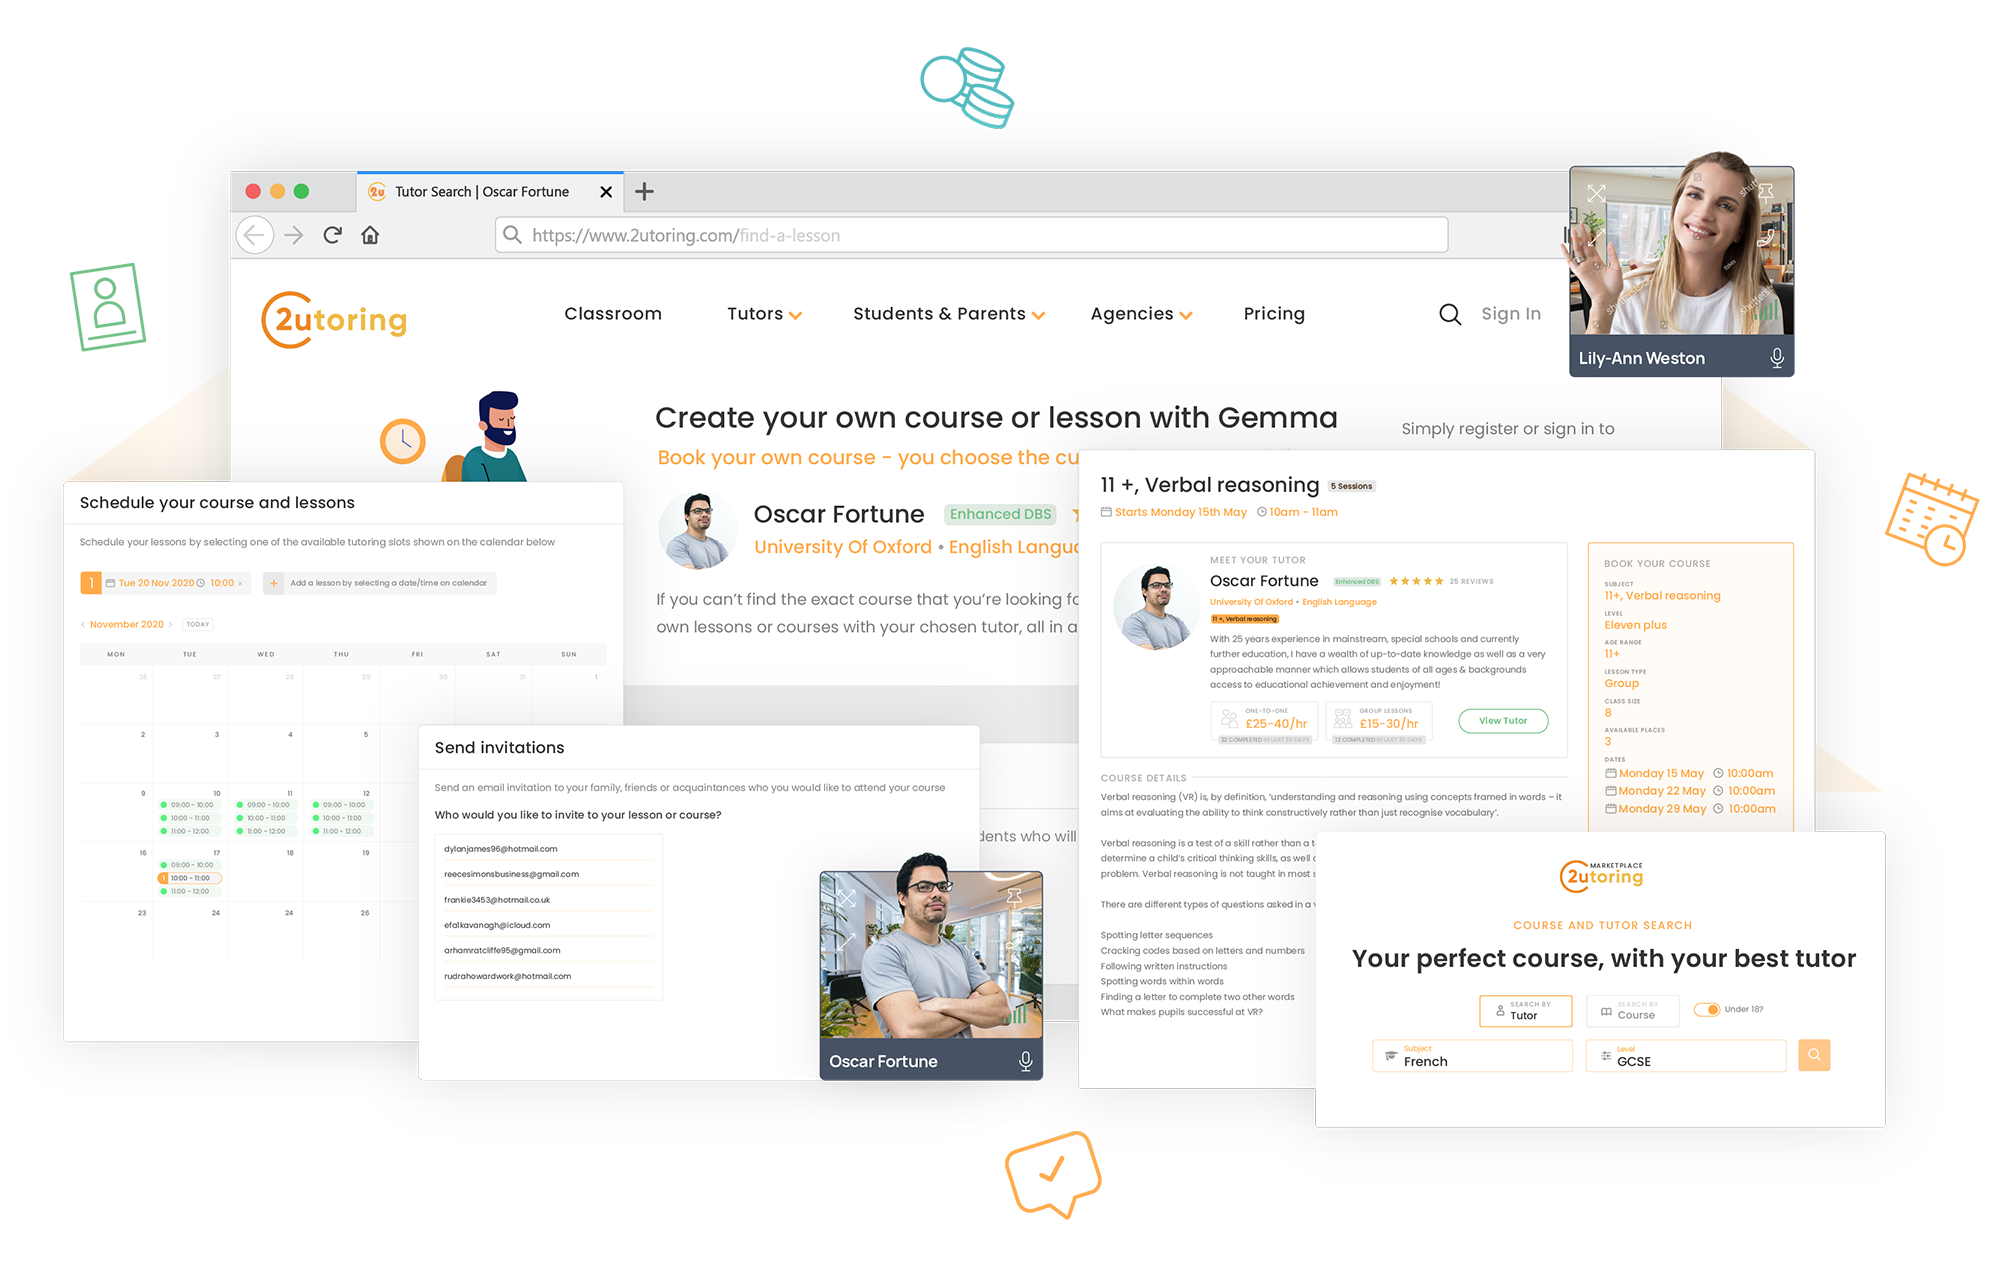 2u Tutor Search | Oscar Fortune
https://www.2utoring.com/find-a-lesson
2utoring
Classroom
Tutors
Students & Parents
Agencies
Pricing
Sign In
Lily-Ann Weston
Create your own course or lesson with Gemma
Book your own course - you choose the cu
Simply register or sign in to
Oscar Fortune Enhanced DBS
University Of Oxford • English Langua
If you can't find the exact course that you're looking fo
own lessons or courses with your chosen tutor, all in a
dents who will
Schedule your course and lessons
Schedule your lessons by selecting one of the available tutoring slots shown on the calendar below
1 Tue 20 Nov 2020 10:00 ×
+ Add a lesson by selecting a date/time on calendar
< November 2020 > TODAY
MON TUE WED THU FRI SAT SUN
26 27 28 29 30 31 1
2 3 4 5
9 10 11 12
09:00 - 10:00 09:00 - 10:00 09:00 - 10:00
10:00 - 11:00 10:00 - 11:00 10:00 - 11:00
11:00 - 12:00 11:00 - 12:00 11:00 - 12:00
16 17 18 19
09:00 - 10:00
1 10:00 - 11:00
11:00 - 12:00
23 24 24 26
Send invitations
Send an email invitation to your family, friends or acquaintances who you would like to attend your course
Who would you like to invite to your lesson or course?
dylanjames96@hotmail.com
reecesimonsbusiness@gmail.com
frankie3453@hotmail.co.uk
efa1kavanagh@icloud.com
arhamratcliffe95@gmail.com
rudrahowardwork@hotmail.com
Oscar Fortune
11 +, Verbal reasoning 5 Sessions
Starts Monday 15th May 10am - 11am
MEET YOUR TUTOR
Oscar Fortune Enhanced DBS 25 REVIEWS
University Of Oxford • English Language
11 +, Verbal reasoning
With 25 years experience in mainstream, special schools and currently
further education, I have a wealth of up-to-date knowledge as well as a very
approachable manner which allows students of all ages & backgrounds
access to educational achievement and enjoyment!
ONE-TO-ONE
£25-40/hr
32 COMPLETED IN LAST 30 DAYS
GROUP LESSONS
£15-30/hr
12 COMPLETED IN LAST 30 DAYS
View Tutor
BOOK YOUR COURSE
SUBJECT
11+, Verbal reasoning
LEVEL
Eleven plus
AGE RANGE
11+
LESSON TYPE
Group
CLASS SIZE
8
AVAILABLE PLACES
3
DATES
Monday 15 May 10:00am
Monday 22 May 10:00am
Monday 29 May 10:00am
COURSE DETAILS
Verbal reasoning (VR) is, by definition, 'understanding and reasoning using concepts framed in words – it
aims at evaluating the ability to think constructively rather than just recognise vocabulary'.
Verbal reasoning is a test of a skill rather than a t
determine a child's critical thinking skills, as well c
problem. Verbal reasoning is not taught in most s
There are different types of questions asked in a v
Spotting letter sequences
Cracking codes based on letters and numbers
Following written instructions
Spotting words within words
Finding a letter to complete two other words
What makes pupils successful at VR?
MARKETPLACE
2utoring
COURSE AND TUTOR SEARCH
Your perfect course, with your best tutor
SEARCH BY
Tutor
SEARCH BY
Course
Under 18?
Subject
French
Level
GCSE